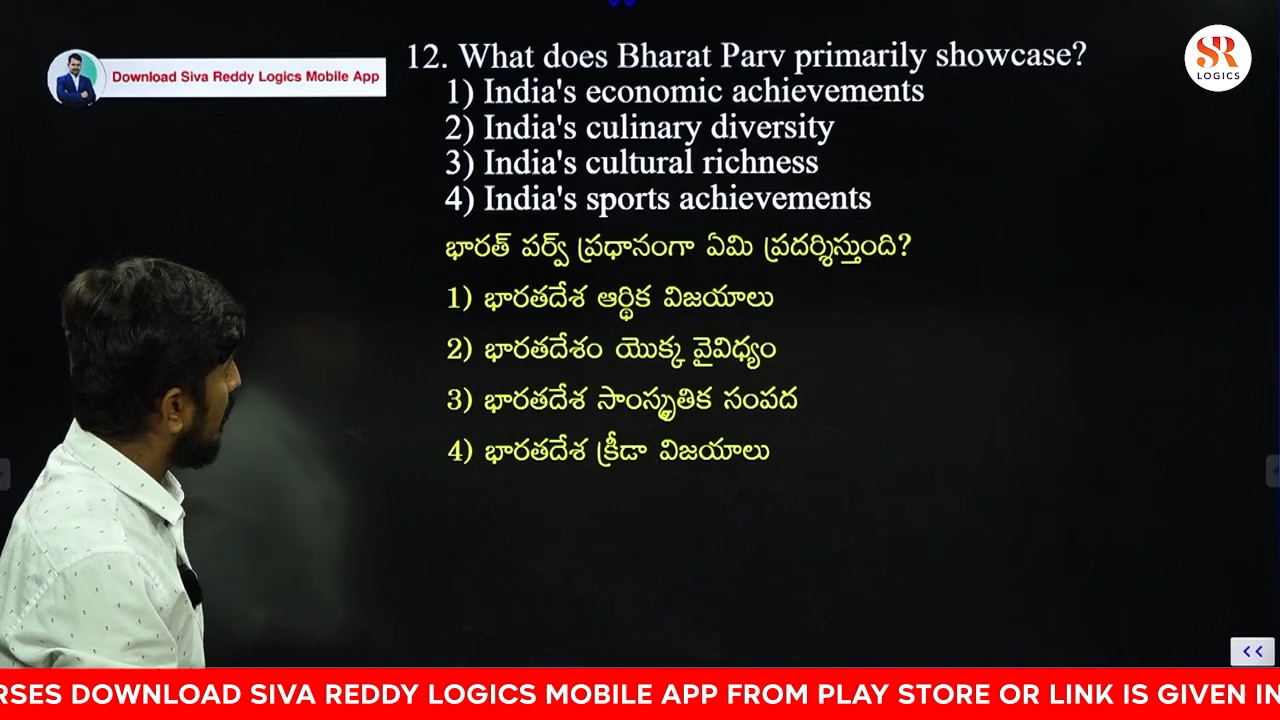 Download Siva Reddy Logics Mobile App
SR
LOGICS
12. What does Bharat Parv primarily showcase?
1) India's economic achievements
2) India's culinary diversity
3) India's cultural richness
4) India's sports achievements
భారత్ పర్వ్ ప్రధానంగా ఏమి ప్రదర్శిస్తుంది?
1) భారతదేశ ఆర్థిక విజయాలు
2) భారతదేశం యొక్క వైవిధ్యం
3) భారతదేశ సాంస్కృతిక సంపద
4) భారతదేశ క్రీడా విజయాలు
RSES DOWNLOAD SIVA REDDY LOGICS MOBILE APP FROM PLAY STORE OR LINK IS GIVEN IN